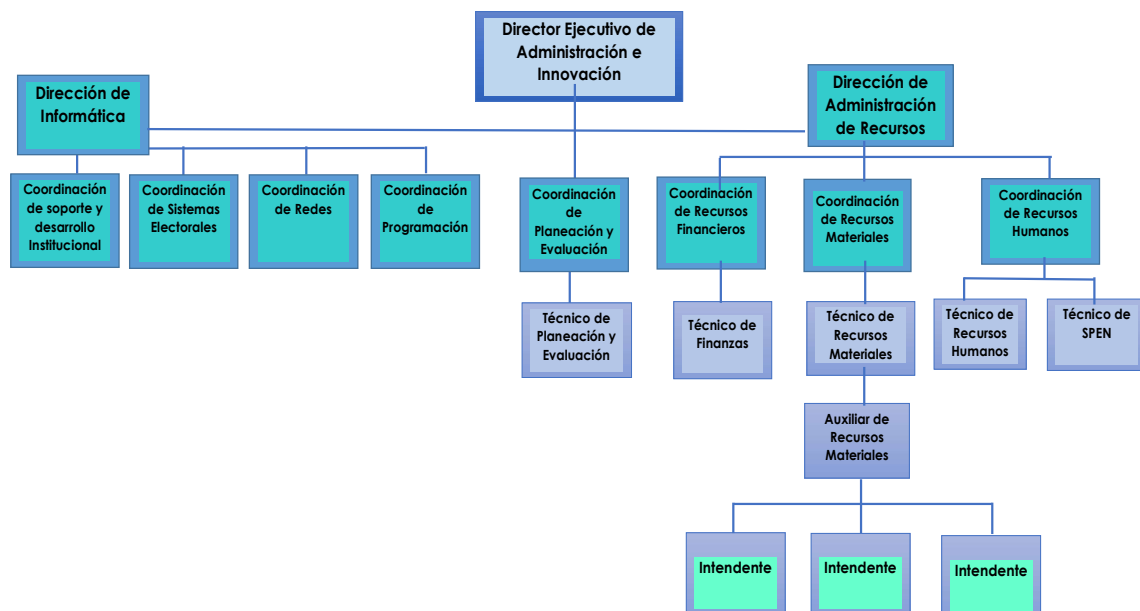 Director Ejecutivo de
Administración e
Innovación
Dirección de
Informática
Dirección de
Administración
de Recursos
Coordinación
de soporte y
desarrollo
Institucional
Coordinación
de Sistemas
Electorales
Coordinación
de Redes
Coordinación
de
Programación
Coordinación
de
Planeación y
Evaluación
Coordinación
de Recursos
Financieros
Coordinación
de Recursos
Materiales
Coordinación
de Recursos
Humanos
Técnico de
Planeación y
Evaluación
Técnico de
Finanzas
Técnico de
Recursos
Materiales
Técnico de
Recursos
Humanos
Técnico de
SPEN
Auxiliar de
Recursos
Materiales
Intendente
Intendente
Intendente